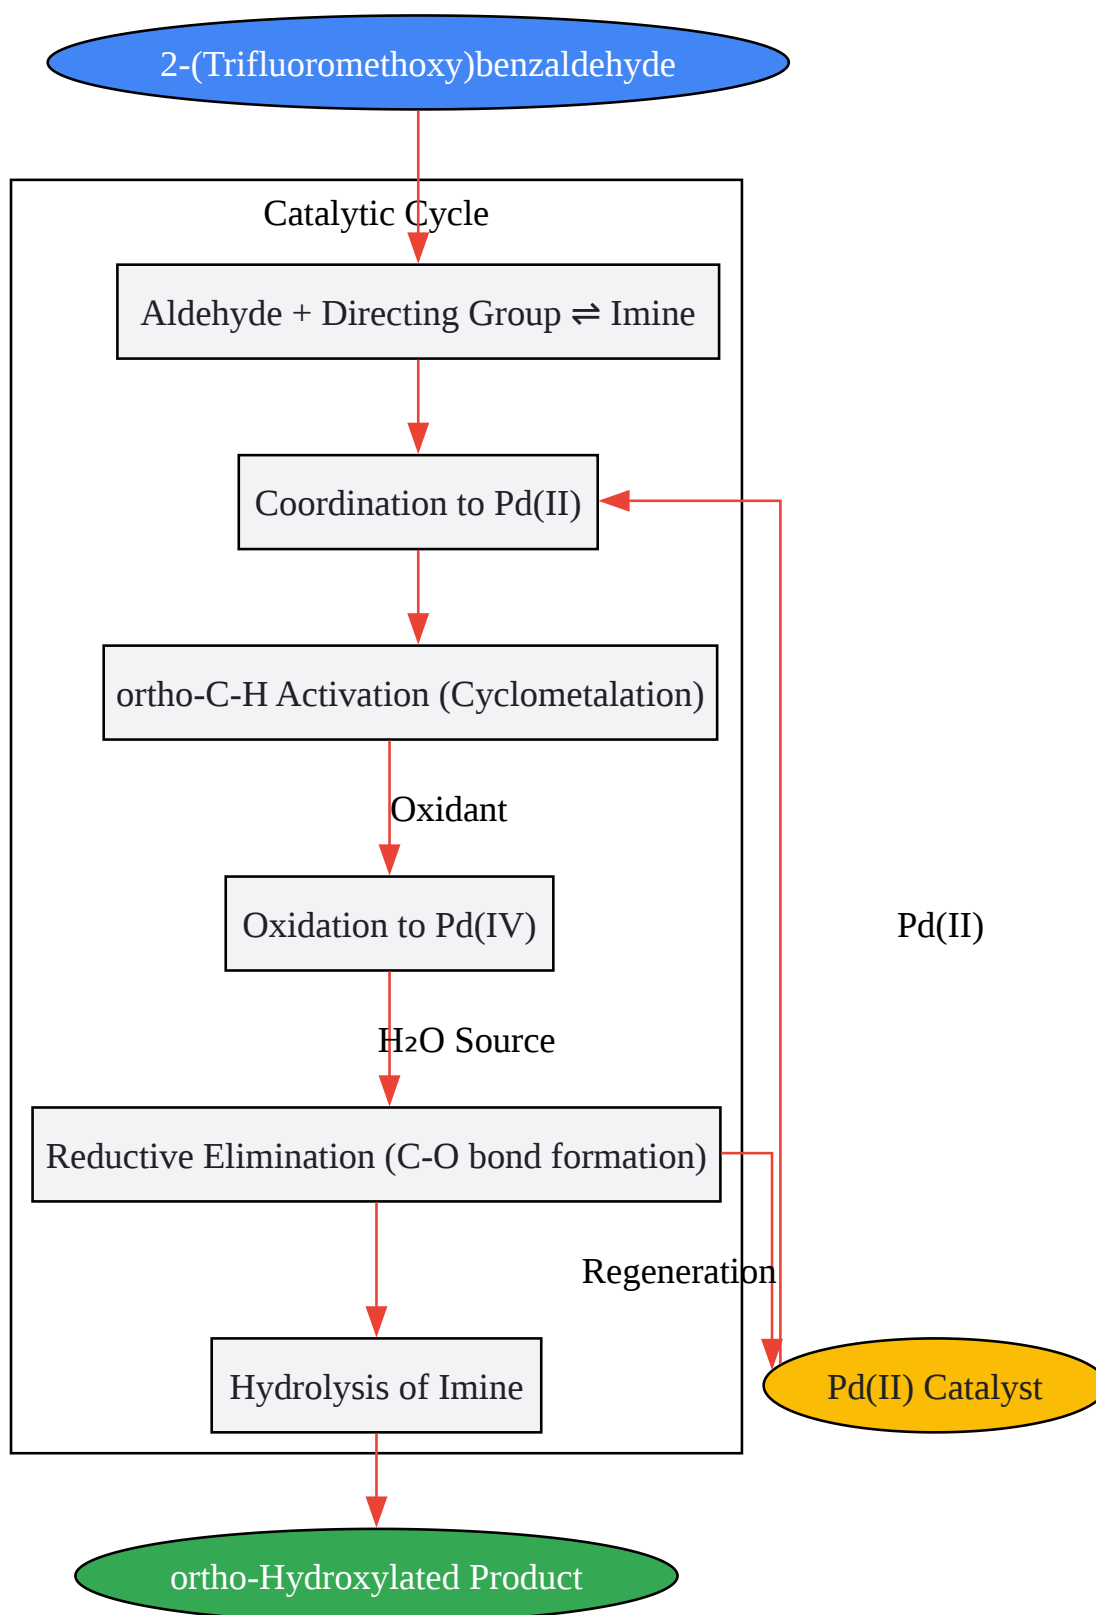 2-(Trifluoromethoxy)benzaldehyde
Catalytic Cycle
Aldehyde + Directing Group ⇌ Imine
Coordination to Pd(II)
ortho-C-H Activation (Cyclometalation)
Oxidant
Oxidation to Pd(IV)
Pd(II)
H₂O Source
Reductive Elimination (C-O bond formation)
Regeneration
Hydrolysis of Imine
Pd(II) Catalyst
ortho-Hydroxylated Product